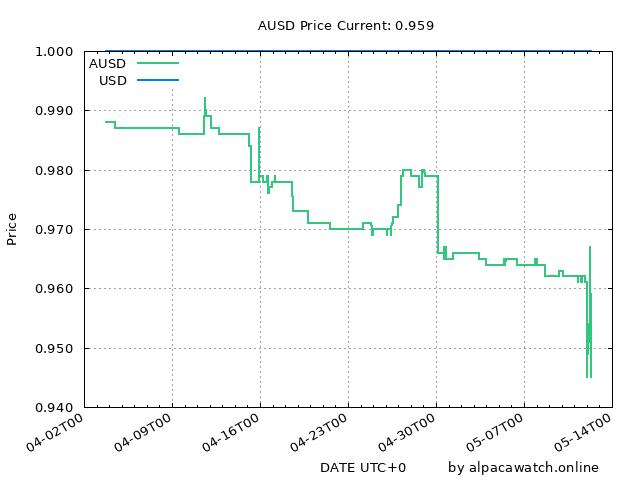 AUSD Price Current: 0.959
1.000
AUSD
USD
0.990
0.980
0.970
Price
0.960
0.950
0.940
04-02T00
04-09T00
04-16T00
04-23T00
04-30T00
05-07T00
05-14T00
DATE UTC+0 by alpacawatch.online